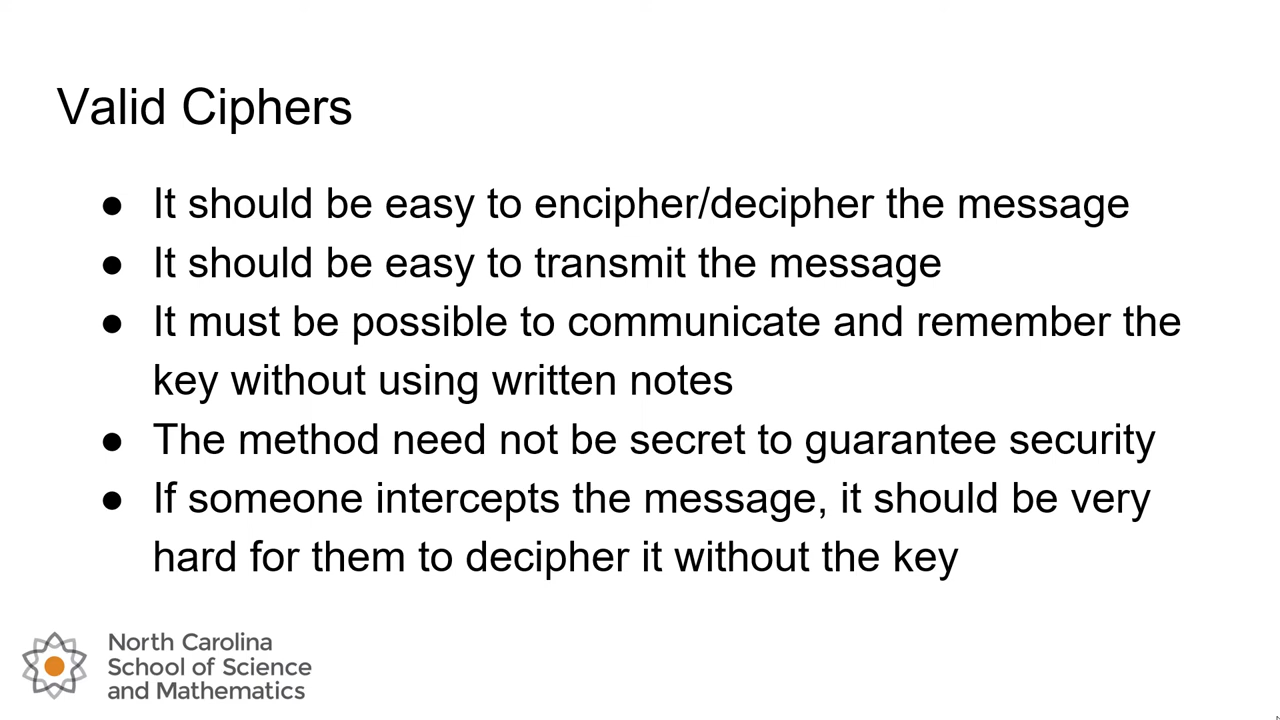 Valid Ciphers
● It should be easy to encipher/decipher the message
● It should be easy to transmit the message
● It must be possible to communicate and remember the
key without using written notes
● The method need not be secret to guarantee security
● If someone intercepts the message, it should be very
hard for them to decipher it without the key
North Carolina
School of Science
and Mathematics